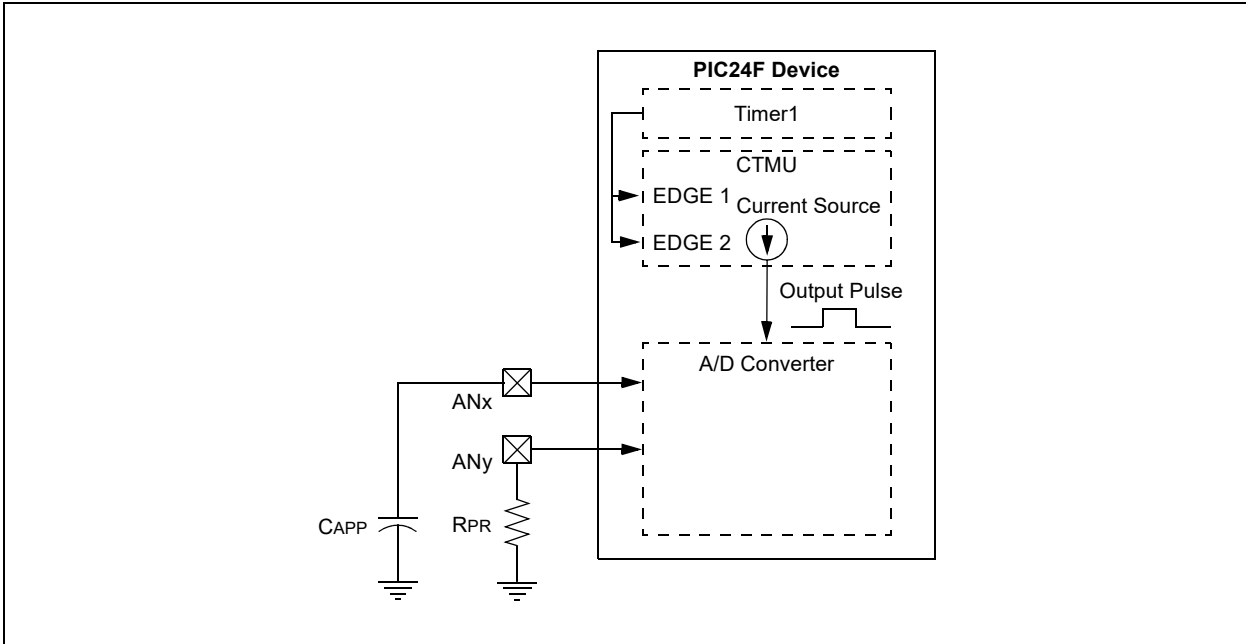 PIC24F Device
Timer1
CTMU
EDGE 1
Current Source
EDGE 2
Output Pulse
A/D Converter
ANx
ANy
CAPP
RPR